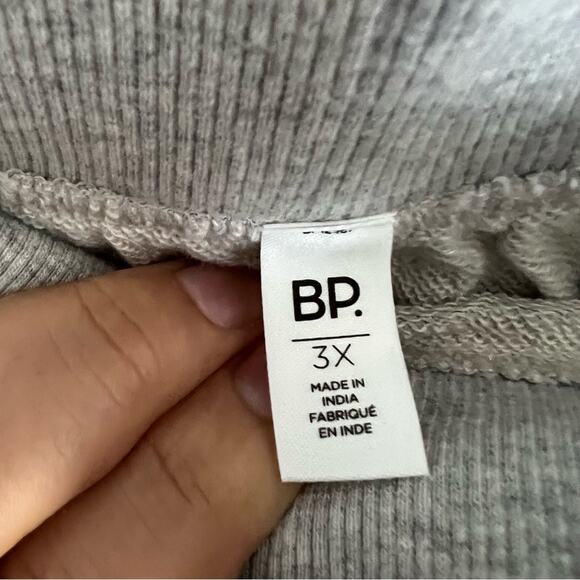 BP.
3X
MADE IN
INDIA
FABRIQUÉ
EN INDE